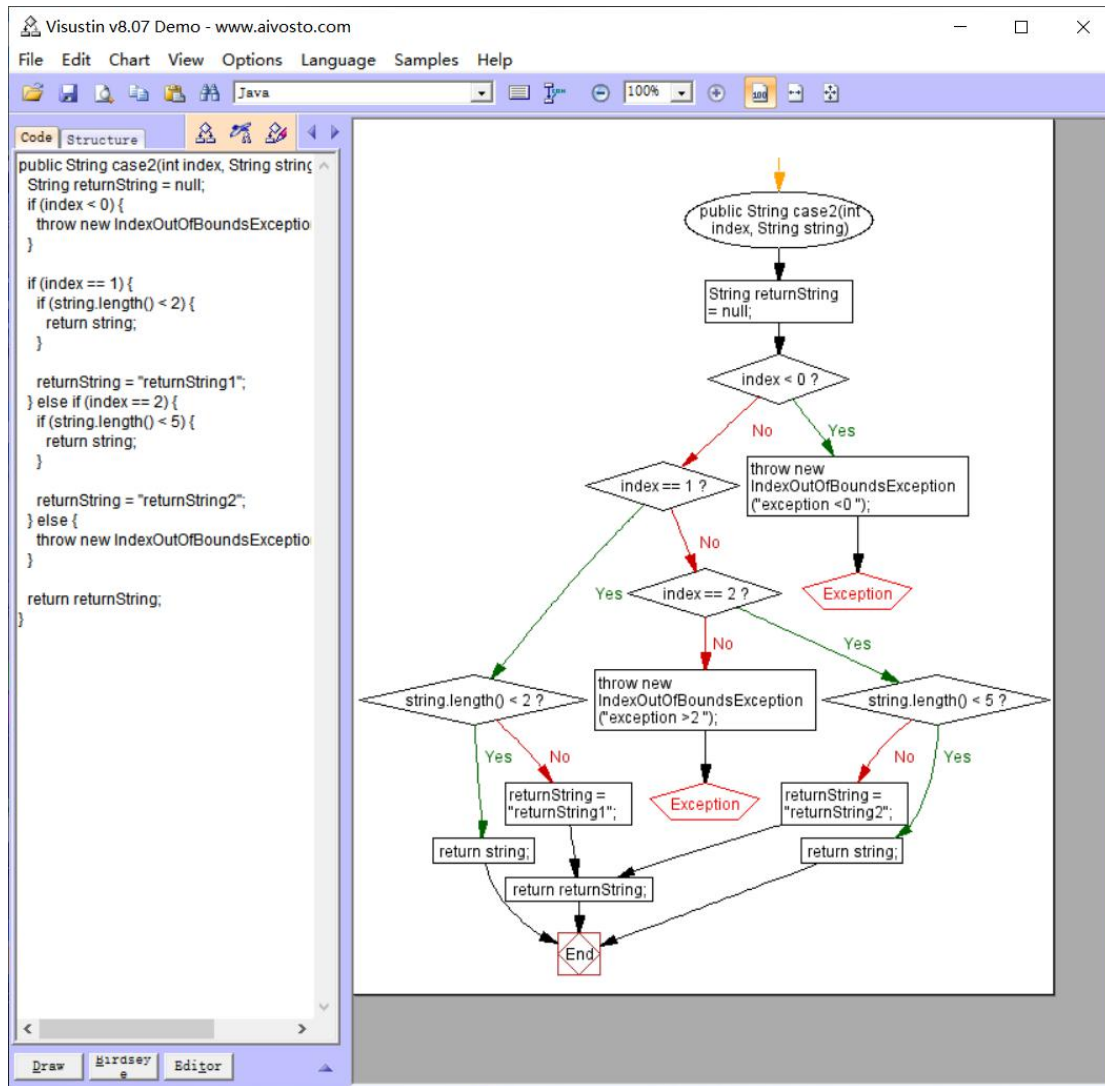 Visustin v8.07 Demo - www.aivosto.com
File Edit Chart View Options Language Samples Help
Java
100%
100
Code Structure
public String case2(int index, String string
String returnString = null;
if (index < 0) {
throw new IndexOutOfBoundsExceptio
}
if (index == 1) {
if (string.length() < 2) {
return string;
}
returnString = "returnString1";
} else if (index == 2) {
if (string.length() < 5) {
return string;
}
returnString = "returnString2";
} else {
throw new IndexOutOfBoundsExceptio
}
return returnString;
}
Draw
Birdsey
e
Editor
public String case2(int
index, String string)
String returnString
= null;
index < 0 ?
No
Yes
index == 1 ?
throw new
IndexOutOfBoundsException
("exception <0 ");
No
Exception
Yes
index == 2 ?
No
Yes
string.length() < 2 ?
throw new
IndexOutOfBoundsException
("exception >2 ");
string.length() < 5 ?
Yes
No
No
Yes
returnString =
"returnString1";
Exception
returnString =
"returnString2";
return string;
return string;
return returnString;
End